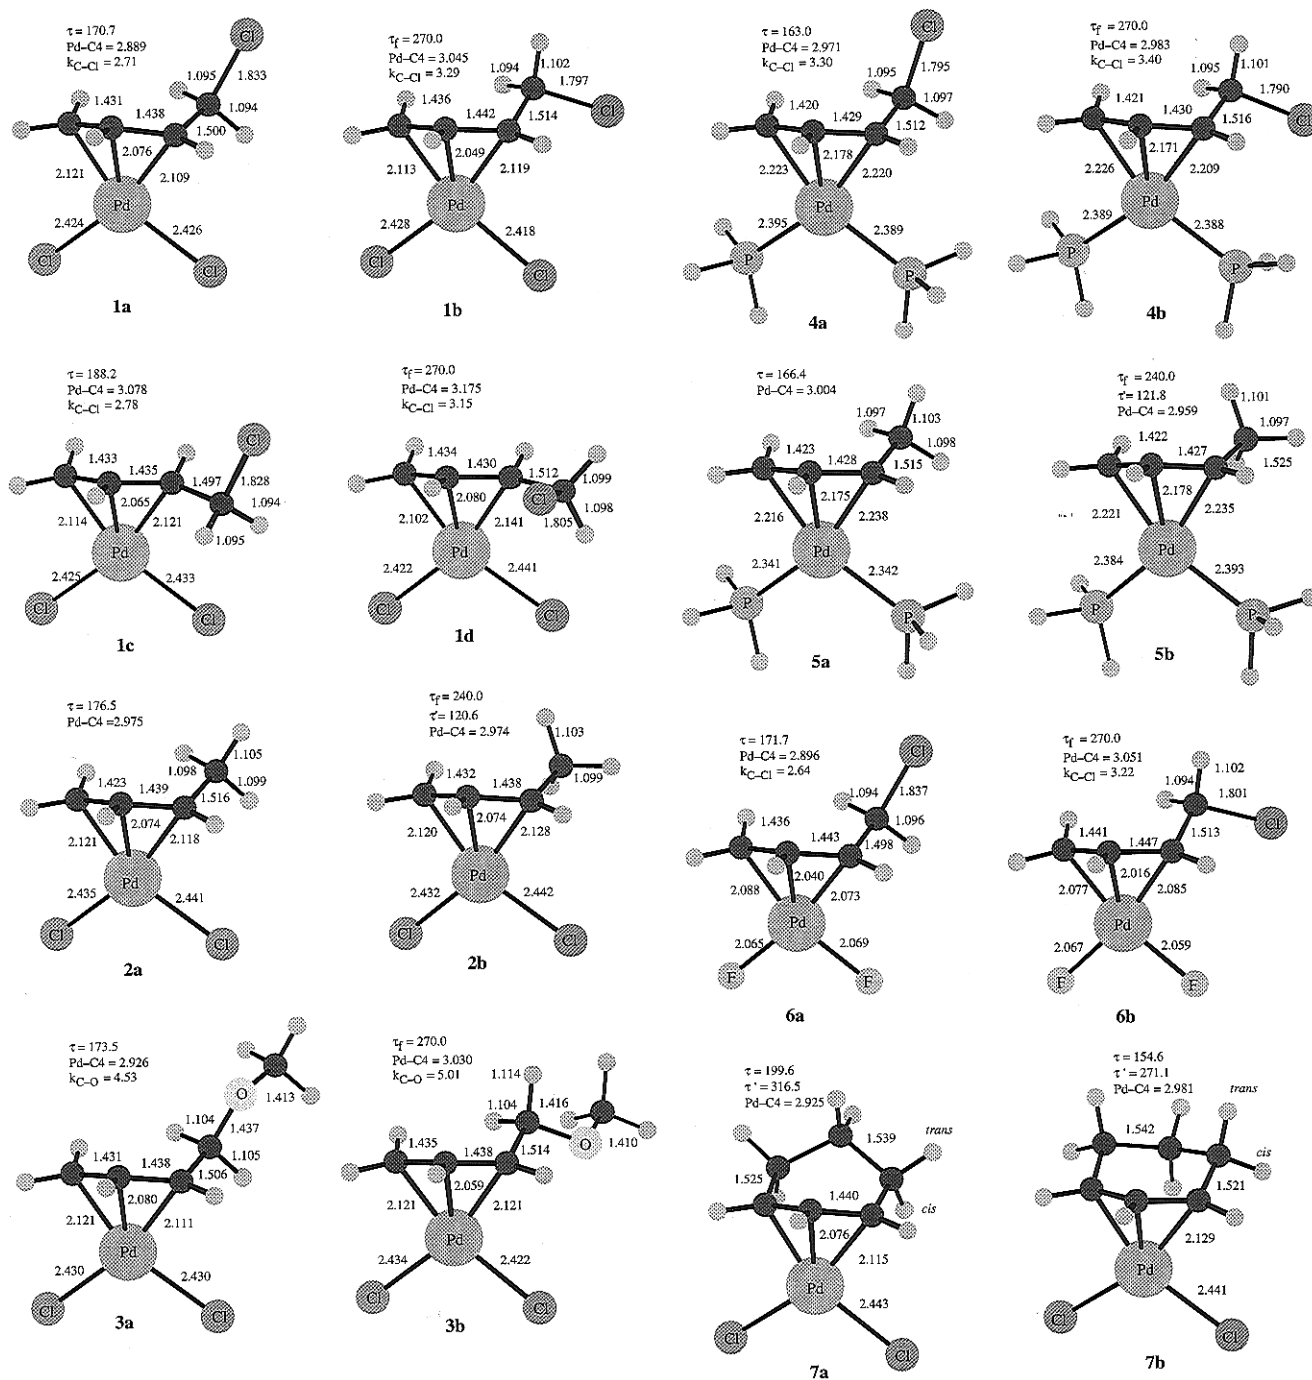 τ = 170.7
Pd–C4 = 2.889
kC–Cl = 2.71
Cl
1.095
1.833
1.431
1.438
1.094
1.500
2.076
2.121
2.109
Pd
2.424
2.426
Cl
Cl
1a
τf = 270.0
Pd–C4 = 3.045
kC–Cl = 3.29
1.094
1.102
1.797
Cl
1.436
1.442
1.514
2.049
2.113
2.119
Pd
2.428
2.418
Cl
Cl
1b
τ = 163.0
Pd–C4 = 2.971
kC–Cl = 3.30
Cl
1.095
1.795
1.420
1.429
1.097
1.512
2.178
2.223
2.220
Pd
2.395
2.389
P
P
4a
τf = 270.0
Pd–C4 = 2.983
kC–Cl = 3.40
1.095
1.101
1.790
Cl
1.421
1.430
1.516
2.171
2.226
2.209
Pd
2.389
2.388
P
P
4b
τ = 188.2
Pd–C4 = 3.078
kC–Cl = 2.78
Cl
1.433
1.435
1.497
1.828
1.094
2.065
2.114
2.121
1.095
Pd
2.425
2.433
Cl
Cl
1c
τf = 270.0
Pd–C4 = 3.175
kC–Cl = 3.15
1.434
1.430
1.512
1.099
Cl
2.080
1.098
1.805
2.102
2.141
Pd
2.422
2.441
Cl
Cl
1d
τ = 166.4
Pd–C4 = 3.004
1.097
1.103
1.098
1.423
1.428
1.515
2.175
2.216
2.238
Pd
2.341
2.342
P
P
5a
τf = 240.0
τ' = 121.8
Pd–C4 = 2.959
1.101
1.097
1.422
1.427
1.525
2.178
2.221
2.235
Pd
2.384
2.393
P
P
5b
τ = 176.5
Pd–C4 =2.975
1.105
1.098
1.099
1.423
1.439
1.516
2.074
2.121
2.118
Pd
2.435
2.441
Cl
Cl
2a
τf = 240.0
τ' = 120.6
Pd–C4 = 2.974
1.103
1.099
1.432
1.438
2.074
2.120
2.128
Pd
2.432
2.442
Cl
Cl
2b
τ = 171.7
Pd–C4 = 2.896
kC–Cl = 2.64
Cl
1.094
1.837
1.096
1.436
1.443
1.498
2.040
2.088
2.073
Pd
2.065
2.069
F
F
6a
τf = 270.0
Pd–C4 = 3.051
kC–Cl = 3.22
1.094
1.102
1.801
Cl
1.441
1.447
1.513
2.016
2.077
2.085
Pd
2.067
2.059
F
F
6b
τ = 173.5
Pd–C4 = 2.926
kC–O = 4.53
O
1.413
1.104
1.437
1.431
1.438
1.105
1.506
2.080
2.121
2.111
Pd
2.430
2.430
Cl
Cl
3a
τf = 270.0
Pd–C4 = 3.030
kC–O = 5.01
1.114
1.104
1.416
O
1.410
1.435
1.438
1.514
2.059
2.121
2.121
Pd
2.434
2.422
Cl
Cl
3b
τ = 199.6
τ' = 316.5
Pd–C4 = 2.925
1.539
trans
1.525
1.440
cis
2.076
2.115
Pd
2.443
Cl
Cl
7a
τ = 154.6
τ' = 271.1
Pd–C4 = 2.981
trans
1.542
cis
1.521
2.129
Pd
2.441
Cl
Cl
7b